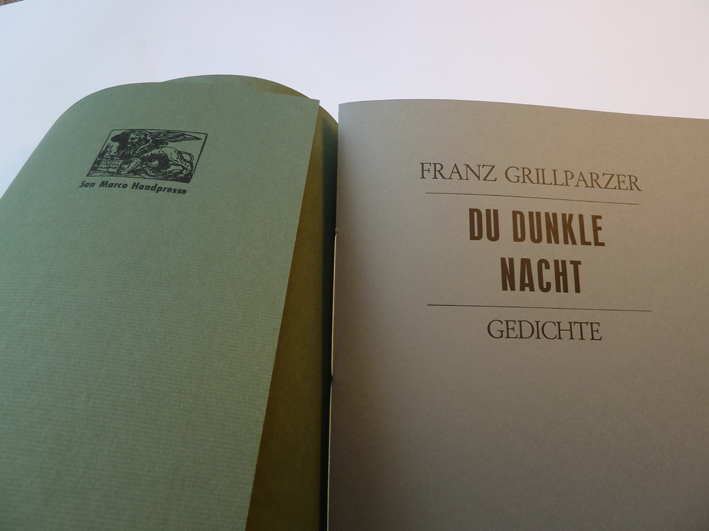 San Marco Handpresse
FRANZ GRILLPARZER
DU DUNKLE
NACHT
GEDICHTE